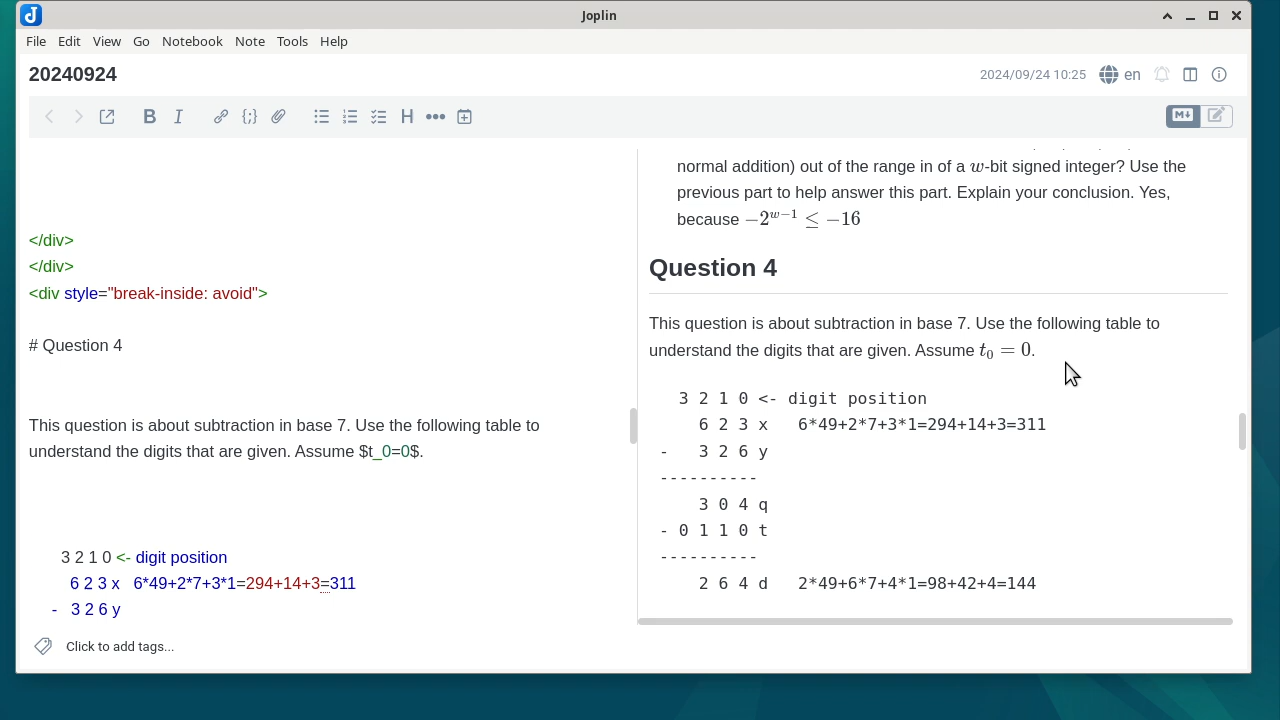 Joplin
File Edit View Go Notebook Note Tools Help
20240924
2024/09/24 10:25 en
</div>
</div>
<div style="break-inside: avoid">
# Question 4
This question is about subtraction in base 7. Use the following table to
understand the digits that are given. Assume $t_0=0$.
3 2 1 0 <- digit position
6 2 3 x 6*49+2*7+3*1=294+14+3=311
- 3 2 6 y
normal addition) out of the range in of a w-bit signed integer? Use the
previous part to help answer this part. Explain your conclusion. Yes,
because −2^{w−1} ≤ −16
Question 4
This question is about subtraction in base 7. Use the following table to
understand the digits that are given. Assume t₀ = 0.
3 2 1 0 <- digit position
6 2 3 x 6*49+2*7+3*1=294+14+3=311
- 3 2 6 y
----------
3 0 4 q
- 0 1 1 0 t
----------
2 6 4 d 2*49+6*7+4*1=98+42+4=144
Click to add tags...